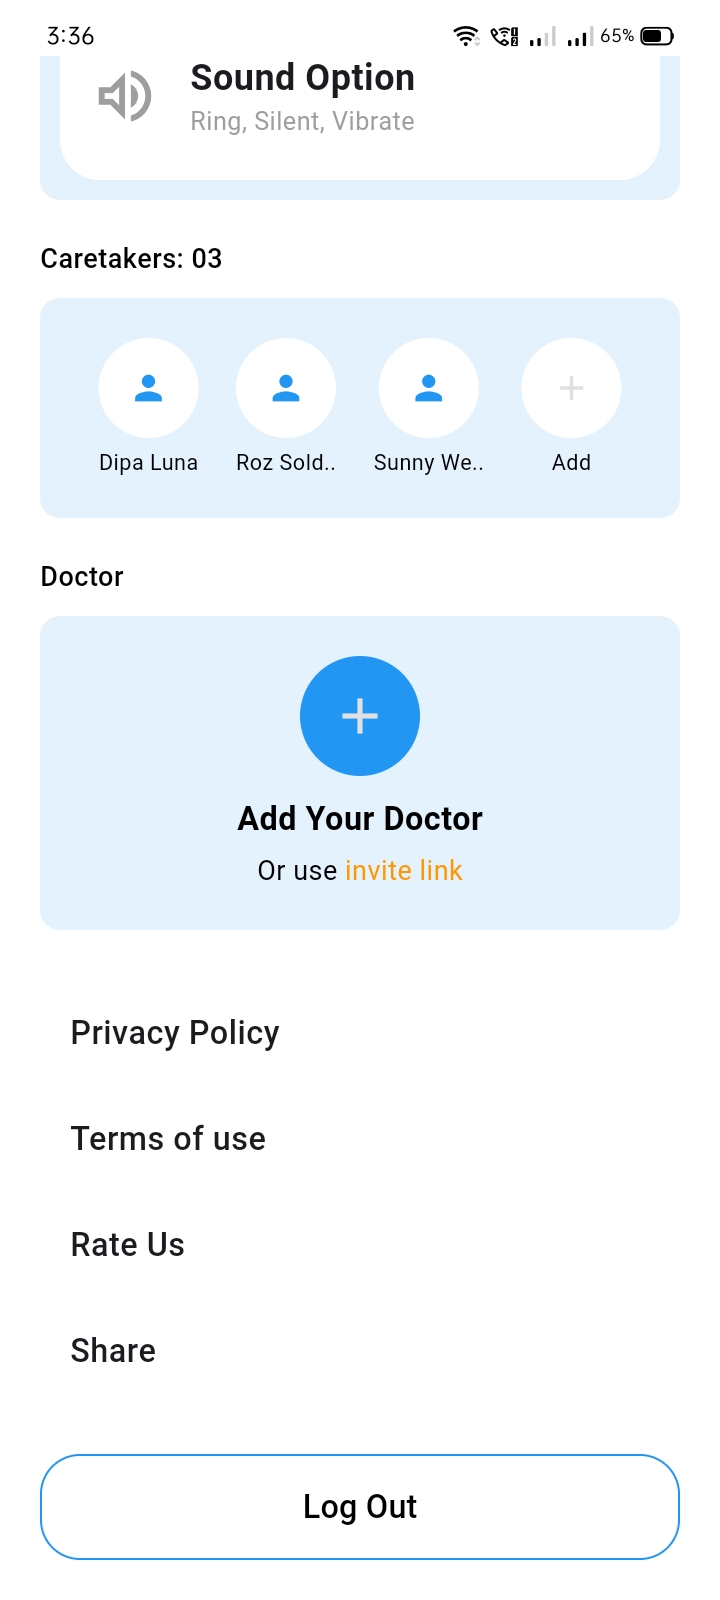 3:36
65%
Sound Option
Ring, Silent, Vibrate
Caretakers: 03
Dipa Luna
Roz Sold..
Sunny We..
Add
Doctor
Add Your Doctor
Or use invite link
Privacy Policy
Terms of use
Rate Us
Share
Log Out